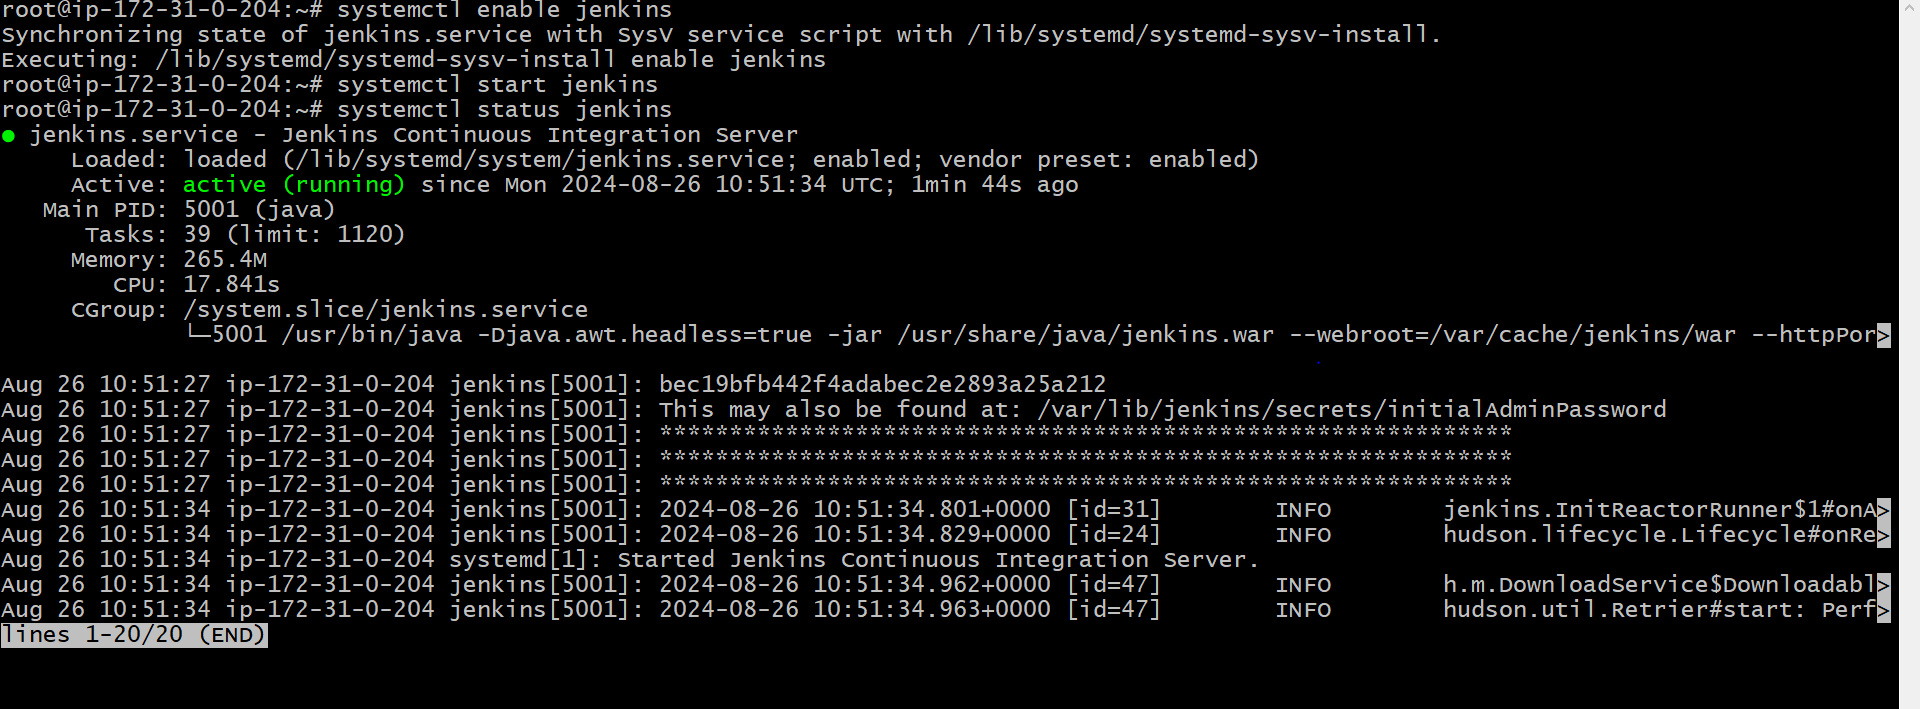 root@ip-172-31-0-204:~# systemctl enable jenkins
Synchronizing state of jenkins.service with SysV service script with /lib/systemd/systemd-sysv-install.
Executing: /lib/systemd/systemd-sysv-install enable jenkins
root@ip-172-31-0-204:~# systemctl start jenkins
root@ip-172-31-0-204:~# systemctl status jenkins
● jenkins.service - Jenkins Continuous Integration Server
     Loaded: loaded (/lib/systemd/system/jenkins.service; enabled; vendor preset: enabled)
     Active: active (running) since Mon 2024-08-26 10:51:34 UTC; 1min 44s ago
   Main PID: 5001 (java)
      Tasks: 39 (limit: 1120)
     Memory: 265.4M
        CPU: 17.841s
     CGroup: /system.slice/jenkins.service
             └─5001 /usr/bin/java -Djava.awt.headless=true -jar /usr/share/java/jenkins.war --webroot=/var/cache/jenkins/war --httpPor>
Aug 26 10:51:27 ip-172-31-0-204 jenkins[5001]: bec19bfb442f4adabec2e2893a25a212
Aug 26 10:51:27 ip-172-31-0-204 jenkins[5001]: This may also be found at: /var/lib/jenkins/secrets/initialAdminPassword
Aug 26 10:51:27 ip-172-31-0-204 jenkins[5001]: *************************************************************
Aug 26 10:51:27 ip-172-31-0-204 jenkins[5001]: *************************************************************
Aug 26 10:51:27 ip-172-31-0-204 jenkins[5001]: *************************************************************
Aug 26 10:51:34 ip-172-31-0-204 jenkins[5001]: 2024-08-26 10:51:34.801+0000 [id=31]        INFO        jenkins.InitReactorRunner$1#onA>
Aug 26 10:51:34 ip-172-31-0-204 jenkins[5001]: 2024-08-26 10:51:34.829+0000 [id=24]        INFO        hudson.lifecycle.Lifecycle#onRe>
Aug 26 10:51:34 ip-172-31-0-204 systemd[1]: Started Jenkins Continuous Integration Server.
Aug 26 10:51:34 ip-172-31-0-204 jenkins[5001]: 2024-08-26 10:51:34.962+0000 [id=47]        INFO        h.m.DownloadService$Downloadabl>
Aug 26 10:51:34 ip-172-31-0-204 jenkins[5001]: 2024-08-26 10:51:34.963+0000 [id=47]        INFO        hudson.util.Retrier#start: Perf>
lines 1-20/20 (END)